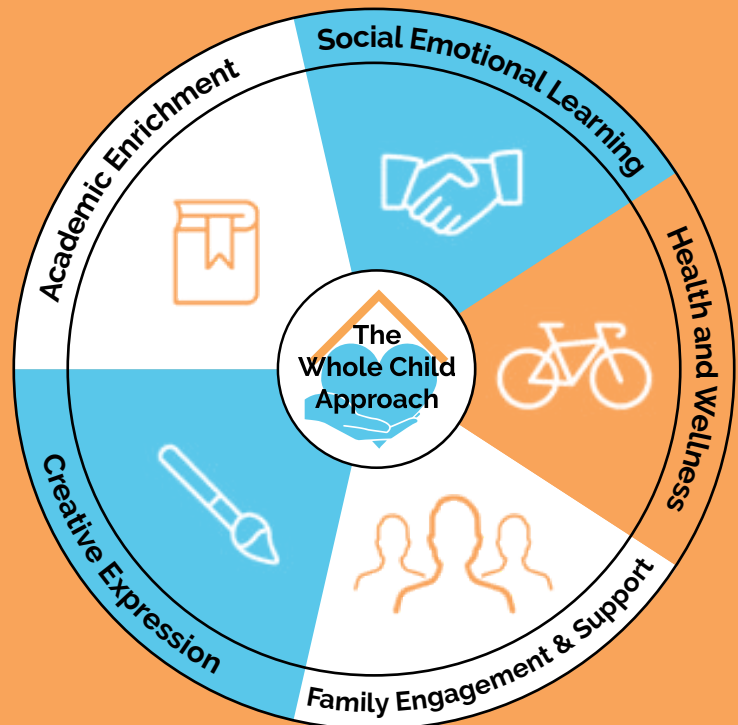 Social Emotional Learning
Health and Wellness
Family Engagement & Support
Creative Expression
Academic Enrichment
The
Whole Child
Approach